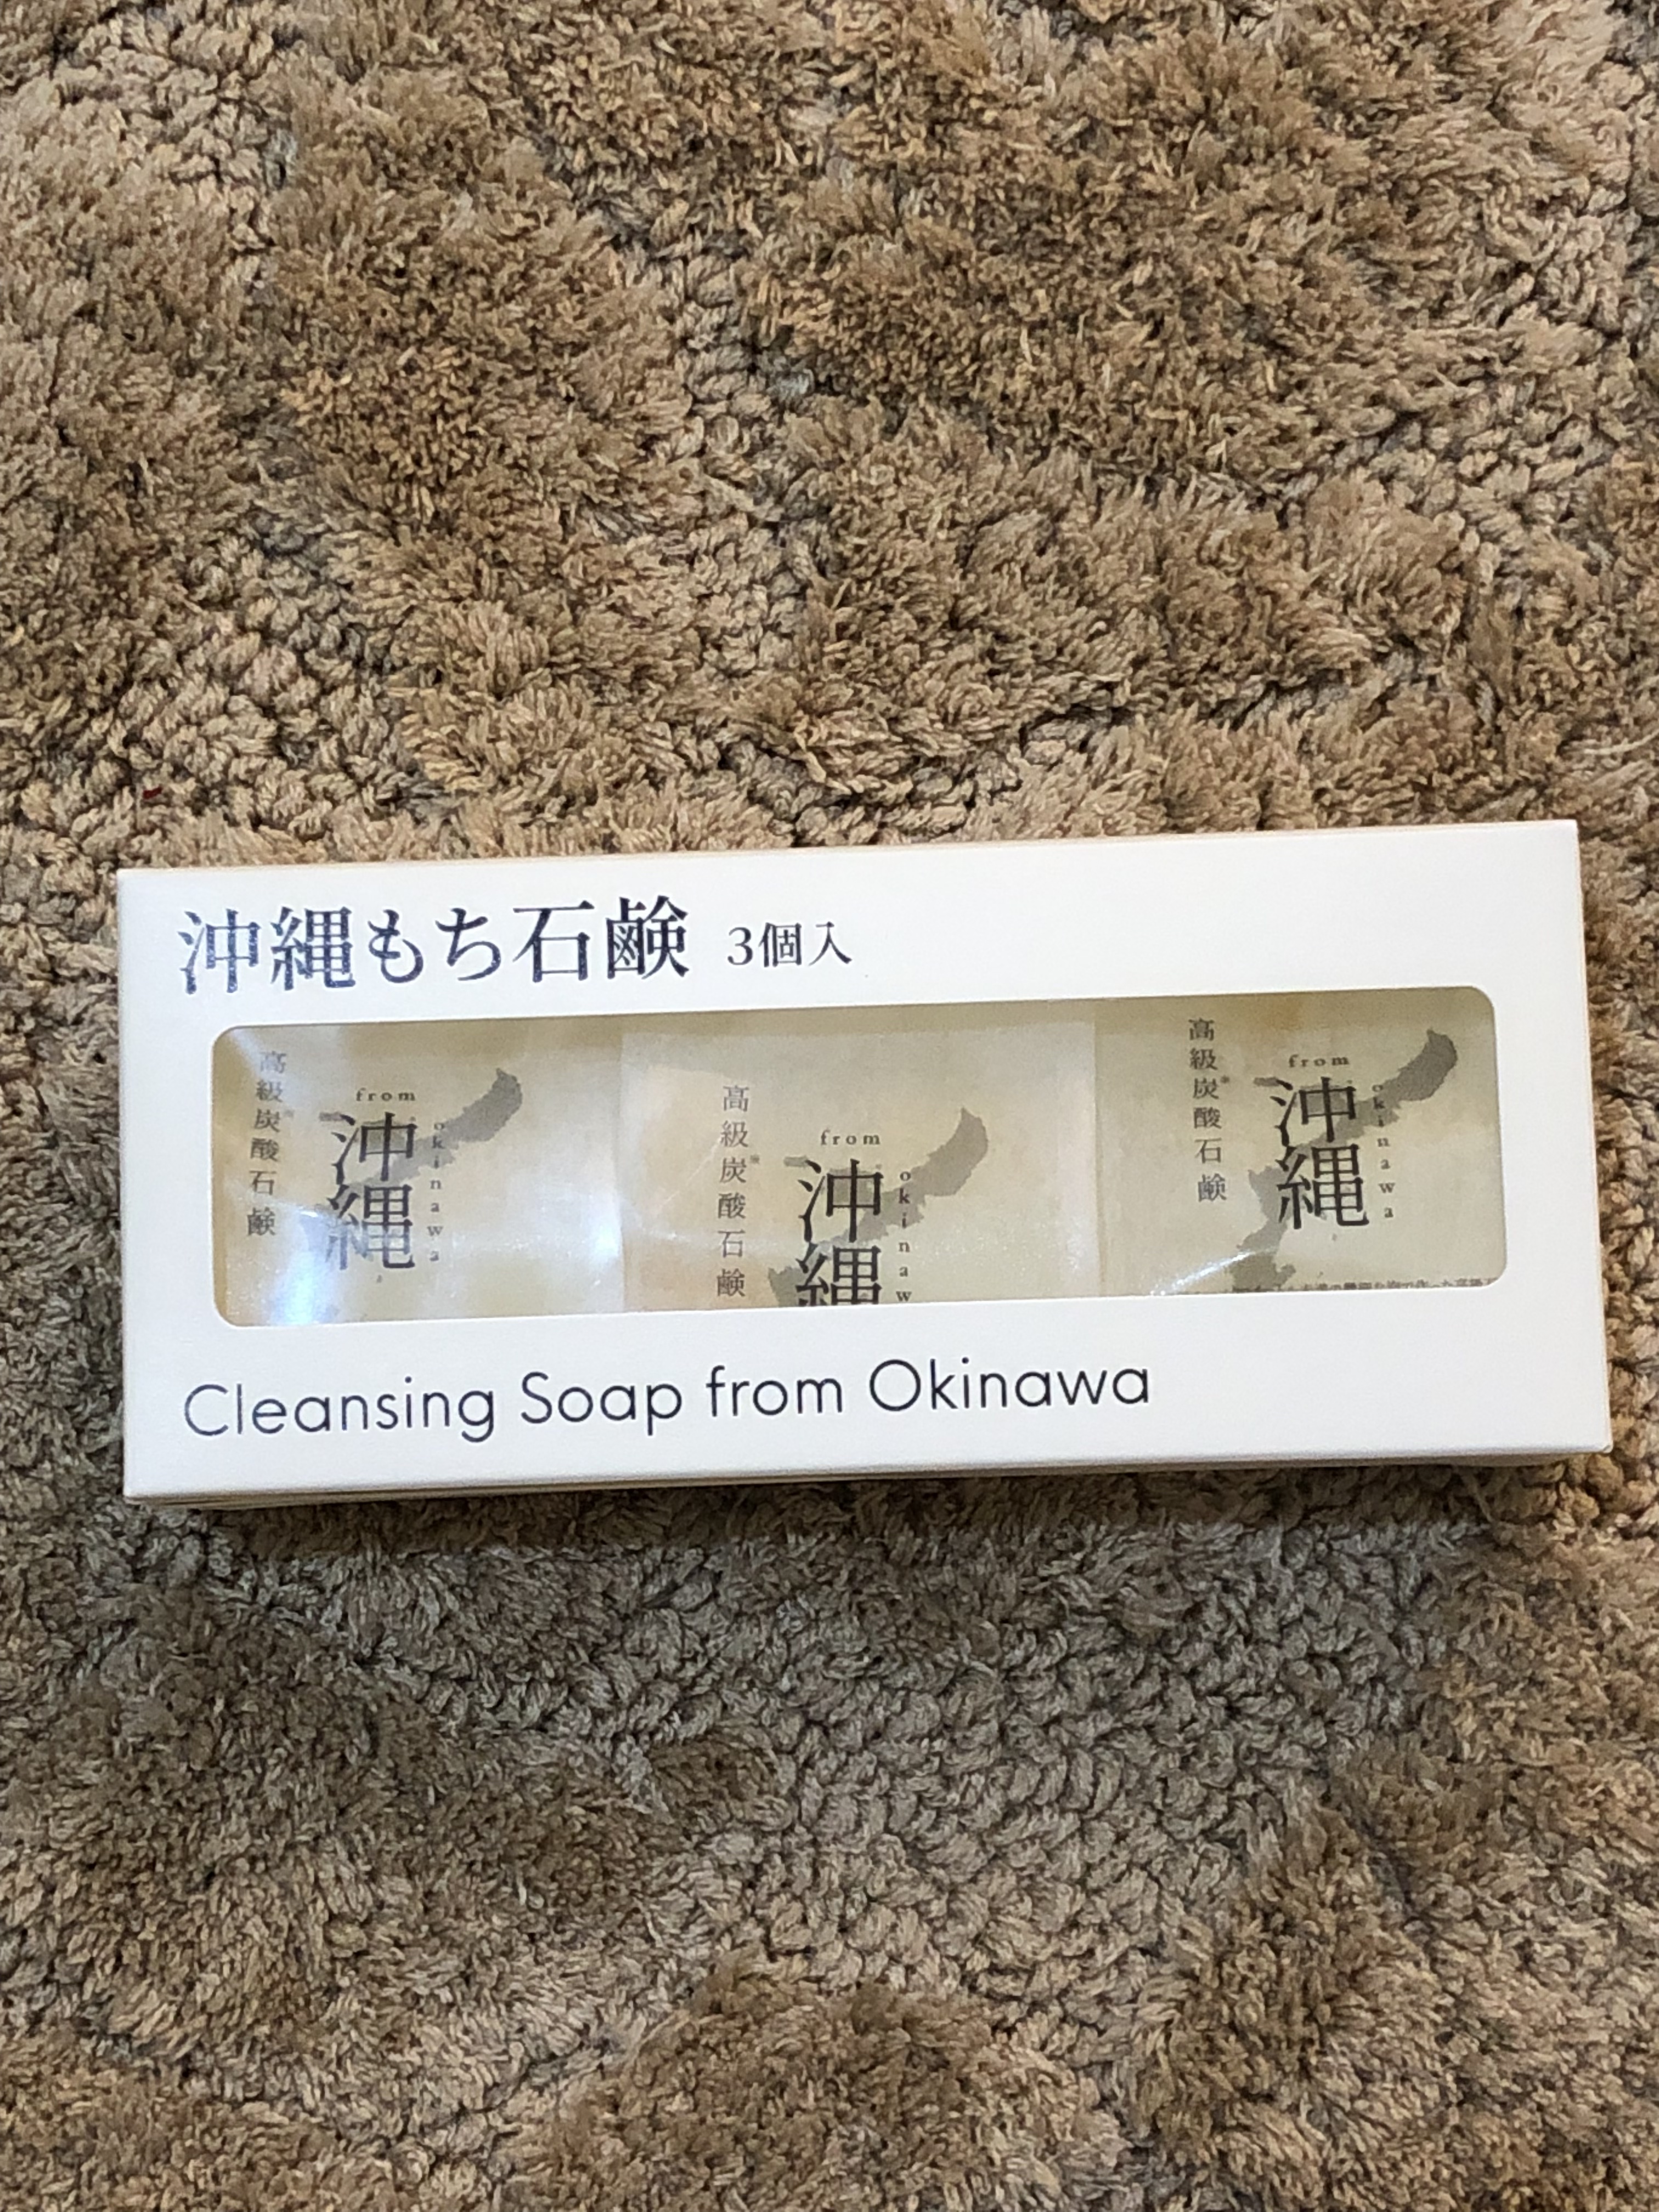 沖縄もち石鹸 3個入
高級炭※酸石鹸
from
沖縄
okinawa
高級炭※酸石鹸
from
沖縄
okinaw
高級炭※酸石鹸
from
沖縄
okinawa
Cleansing Soap from Okinawa